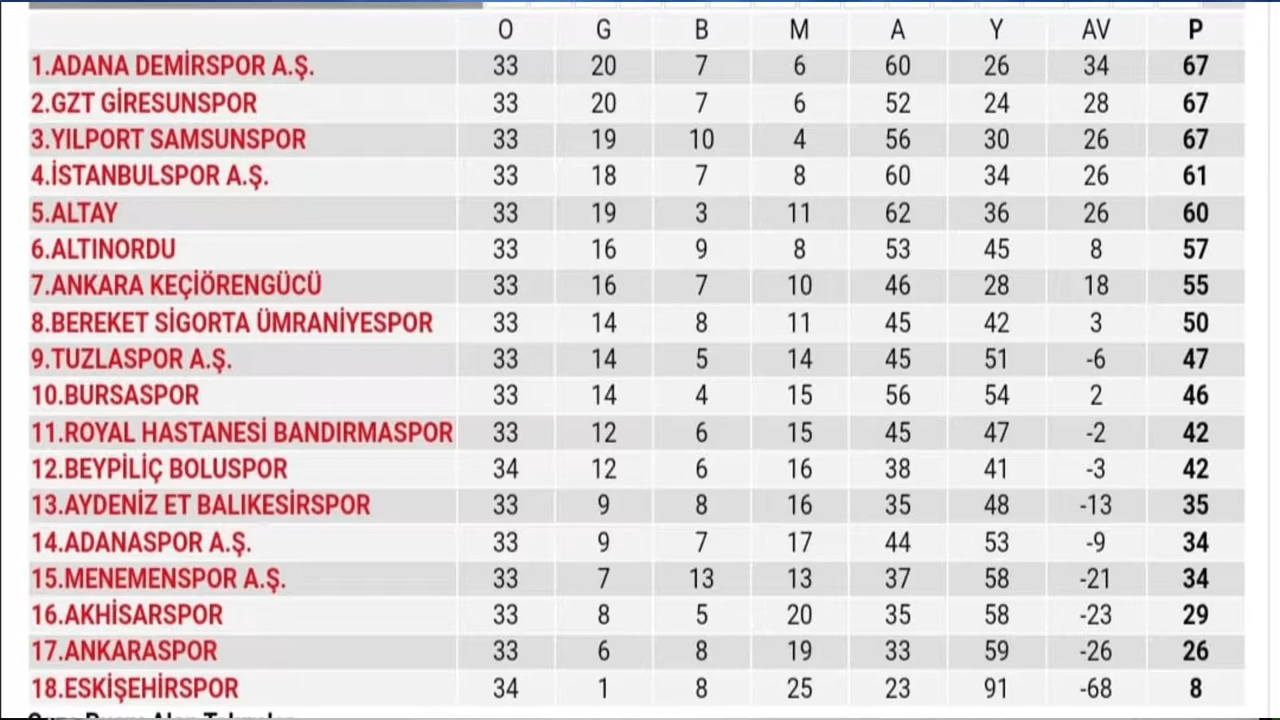 O G B M A Y AV P
1.ADANA DEMİRSPOR A.Ş. 33 20 7 6 60 26 34 67
2.GZT GİRESUNSPOR 33 20 7 6 52 24 28 67
3.YILPORT SAMSUNSPOR 33 19 10 4 56 30 26 67
4.İSTANBULSPOR A.Ş. 33 18 7 8 60 34 26 61
5.ALTAY 33 19 3 11 62 36 26 60
6.ALTINORDU 33 16 9 8 53 45 8 57
7.ANKARA KEÇİÖRENGÜCÜ 33 16 7 10 46 28 18 55
8.BEREKET SİGORTA ÜMRANİYESPOR 33 14 8 11 45 42 3 50
9.TUZLASPOR A.Ş. 33 14 5 14 45 51 -6 47
10.BURSASPOR 33 14 4 15 56 54 2 46
11.ROYAL HASTANESİ BANDIRMASPOR 33 12 6 15 45 47 -2 42
12.BEYPİLİÇ BOLUSPOR 34 12 6 16 38 41 -3 42
13.AYDENİZ ET BALIKESİRSPOR 33 9 8 16 35 48 -13 35
14.ADANASPOR A.Ş. 33 9 7 17 44 53 -9 34
15.MENEMENSPOR A.Ş. 33 7 13 13 37 58 -21 34
16.AKHİSARSPOR 33 8 5 20 35 58 -23 29
17.ANKARASPOR 33 6 8 19 33 59 -26 26
18.ESKİŞEHİRSPOR 34 1 8 25 23 91 -68 8